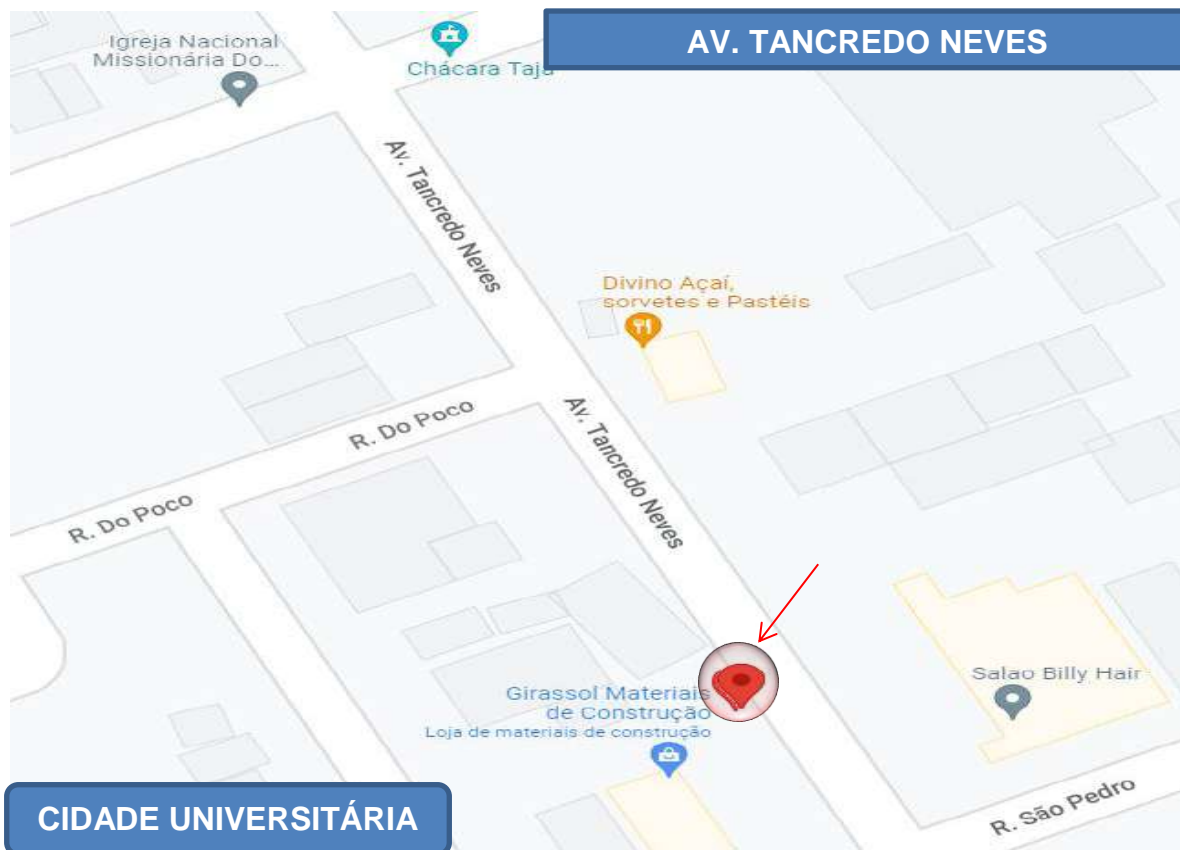 AV. TANCREDO NEVES
Igreja Nacional
Missionária Do...
Chácara Taja
Av. Tancredo Neves
Divino Açaí,
sorvetes e Pastéis
R. Do Poco
Av. Tancredo Neves
R. Do Poco
Girassol Materiais
de Construção
Loja de materiais de construção
Salao Billy Hair
R. São Pedro
CIDADE UNIVERSITÁRIA